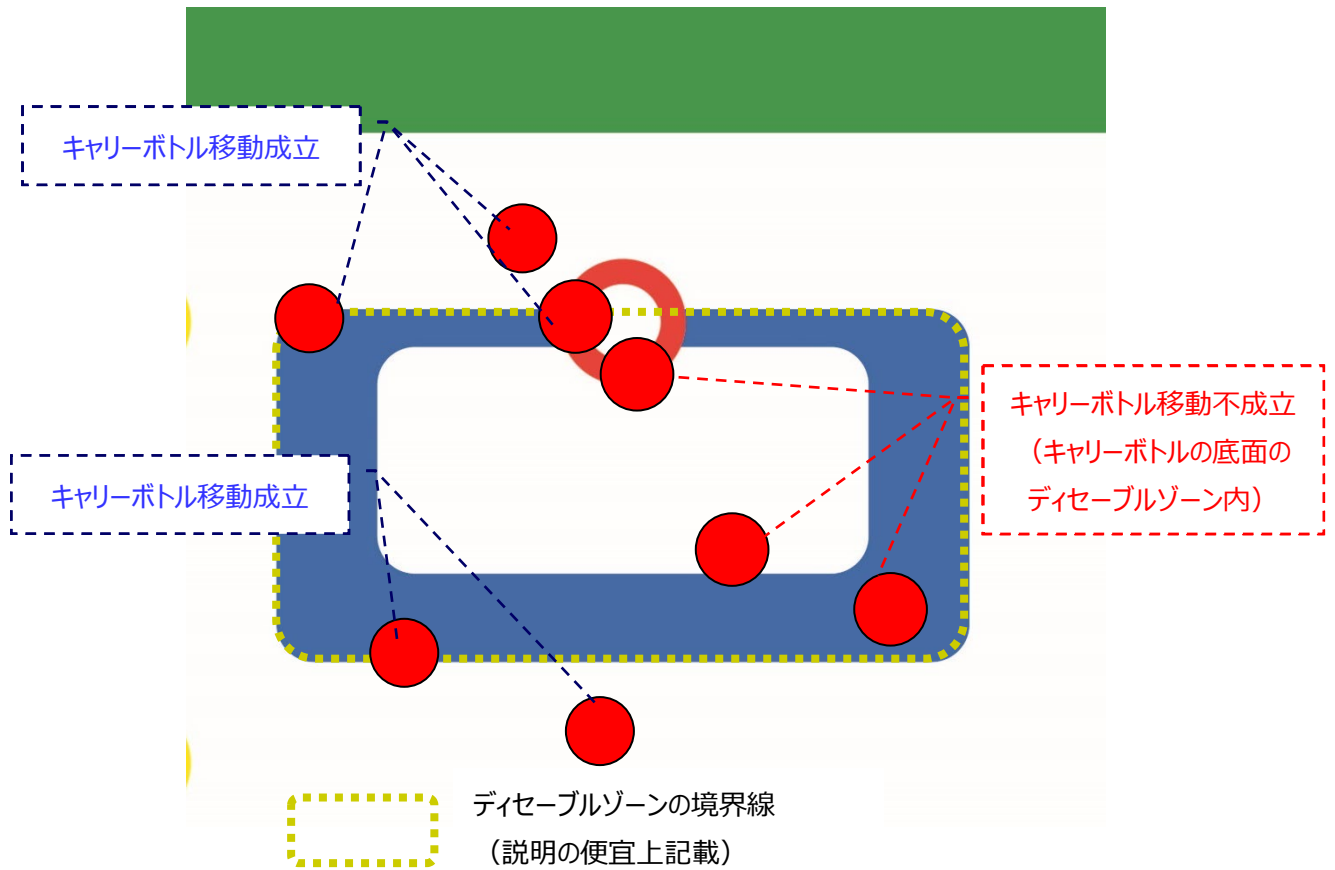 キャリーボトル移動成立
キャリーボトル移動不成立
（キャリーボトルの底面の
ディセーブルゾーン内）
キャリーボトル移動成立
ディセーブルゾーンの境界線
（説明の便宜上記載）